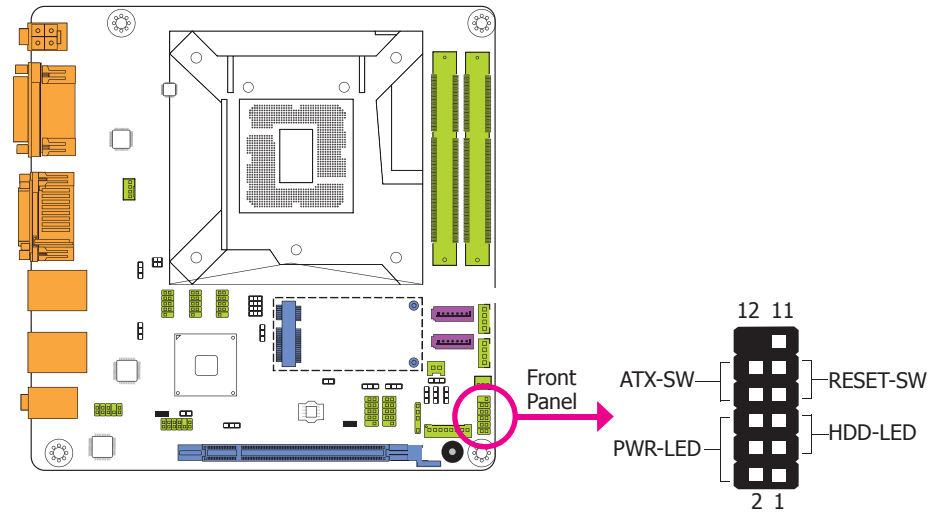 Front
Panel
12 11
ATX-SW
RESET-SW
PWR-LED
HDD-LED
2 1